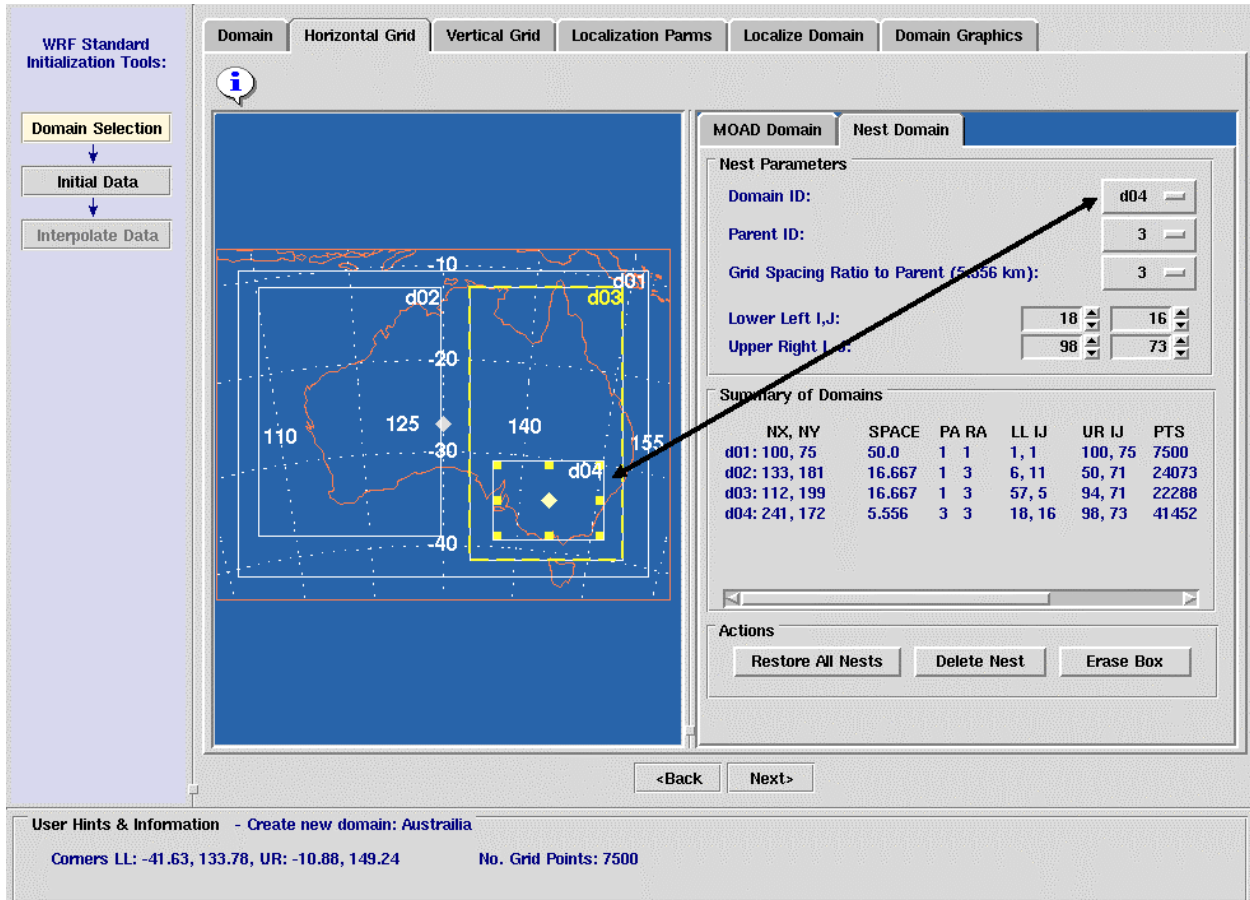 WRF Standard
Initialization Tools:
Domain Selection
Initial Data
Interpolate Data
Domain Horizontal Grid Vertical Grid Localization Parms Localize Domain Domain Graphics
i
-10
d01
d02
d03
-20
125
140
110
155
-30
d04
-40
MOAD Domain Nest Domain
Nest Parameters
Domain ID: d04
Parent ID: 3
Grid Spacing Ratio to Parent (5.556 km): 3
Lower Left I,J: 18 16
Upper Right I,J: 98 73
Summary of Domains
NX, NY SPACE PA RA LL IJ UR IJ PTS
d01: 100, 75 50.0 1 1 1, 1 100, 75 7500
d02: 133, 181 16.667 1 3 6, 11 50, 71 24073
d03: 112, 199 16.667 1 3 57, 5 94, 71 22288
d04: 241, 172 5.556 3 3 18, 16 98, 73 41452
Actions
Restore All Nests Delete Nest Erase Box
<Back Next>
User Hints & Information - Create new domain: Austrailia
Corners LL: -41.63, 133.78, UR: -10.88, 149.24 No. Grid Points: 7500